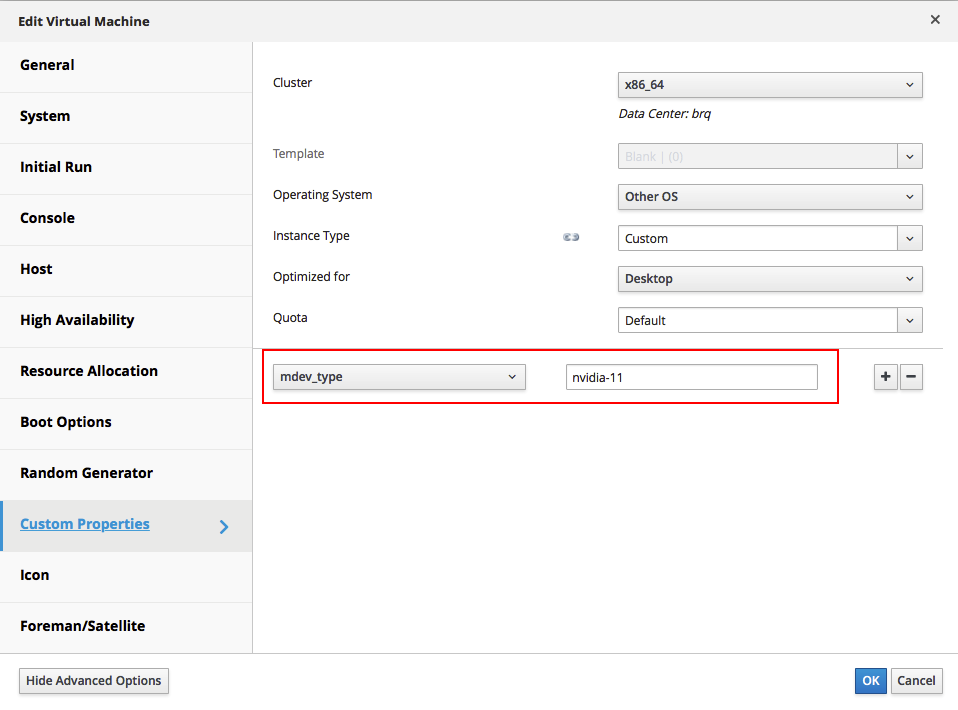 Edit Virtual Machine
General
System
Initial Run
Console
Host
High Availability
Resource Allocation
Boot Options
Random Generator
Custom Properties
Icon
Foreman/Satellite
Cluster
x86_64
Data Center: brq
Template
Blank | (0)
Operating System
Other OS
Instance Type
Custom
Optimized for
Desktop
Quota
Default
mdev_type
nvidia-11
Hide Advanced Options
OK
Cancel